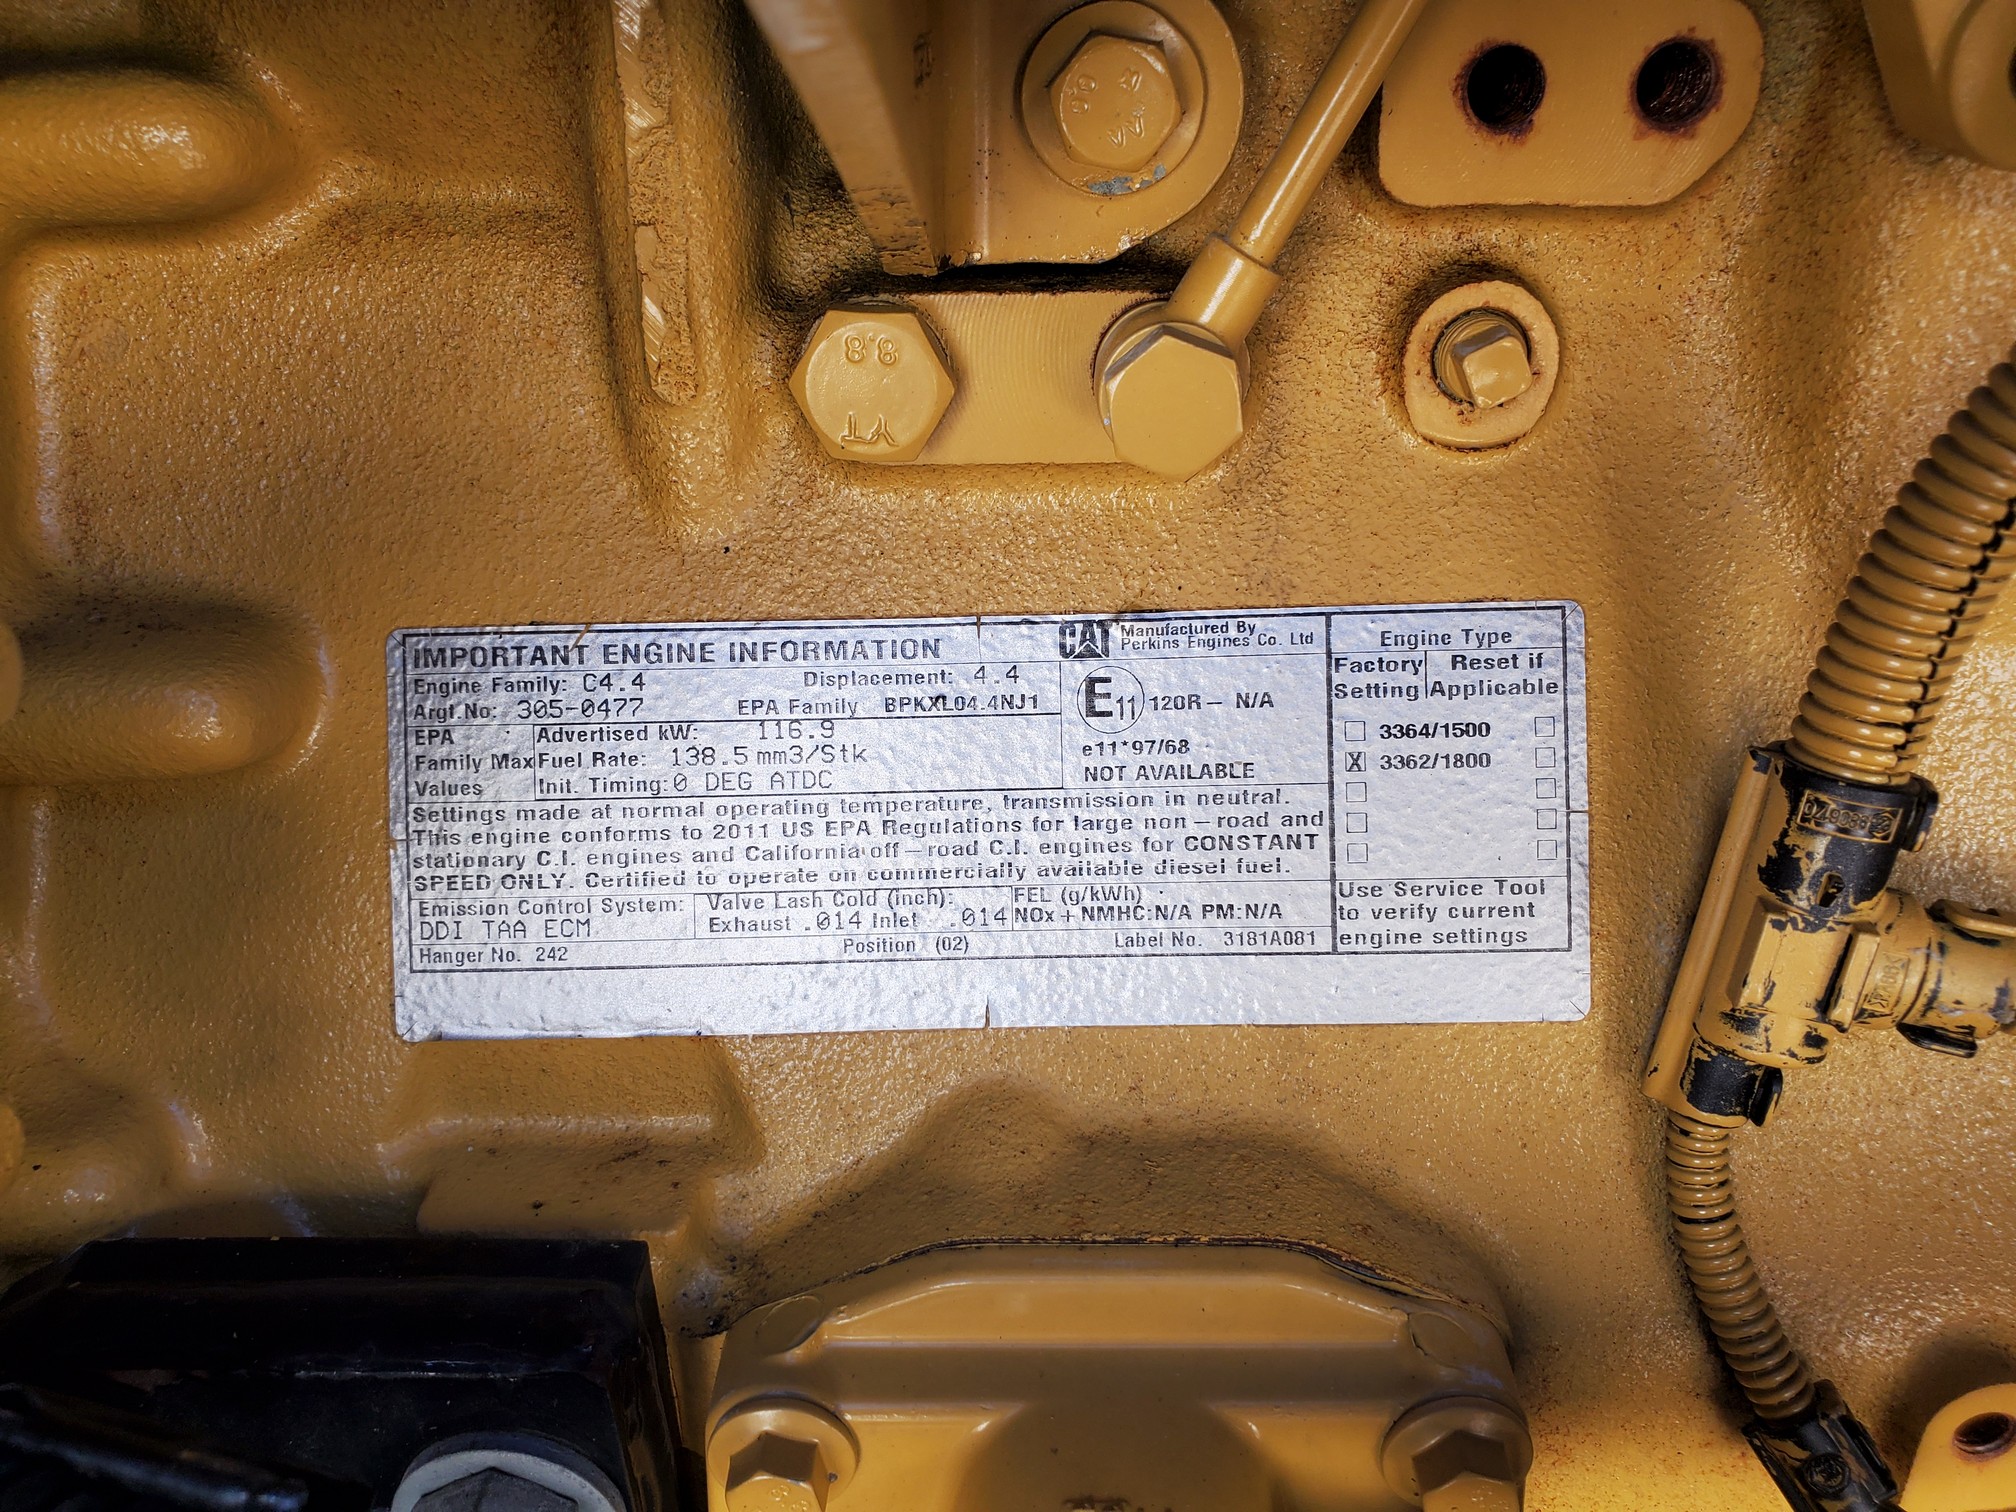 4 0.0
AA
8.8
YT
IMPORTANT ENGINE INFORMATION
CAT
Manufactured By
Perkins Engines Co. Ltd
Engine Family: C4.4 Displacement: 4.4
Argt.No: 305-0477 EPA Family BPKXL04.4NJ1
EPA
Family Max
Values
Advertised kW: 116.9
Fuel Rate: 138.5 mm3/Stk
Init. Timing: 0 DEG ATDC
E11 120R – N/A
e11*97/68
NOT AVAILABLE
Settings made at normal operating temperature, transmission in neutral.
This engine conforms to 2011 US EPA Regulations for large non – road and
stationary C.I. engines and California off – road C.I. engines for CONSTANT
SPEED ONLY. Certified to operate on commercially available diesel fuel.
Emission Control System:
DDI TAA ECM
Valve Lash Cold (inch):
Exhaust .014 Inlet .014
FEL (g/kWh)
NOx + NMHC:N/A PM:N/A
Hanger No. 242 Position (02) Label No. 3181A081
Engine Type
Factory
Setting
Reset if
Applicable
3364/1500
X 3362/1800
Use Service Tool
to verify current
engine settings